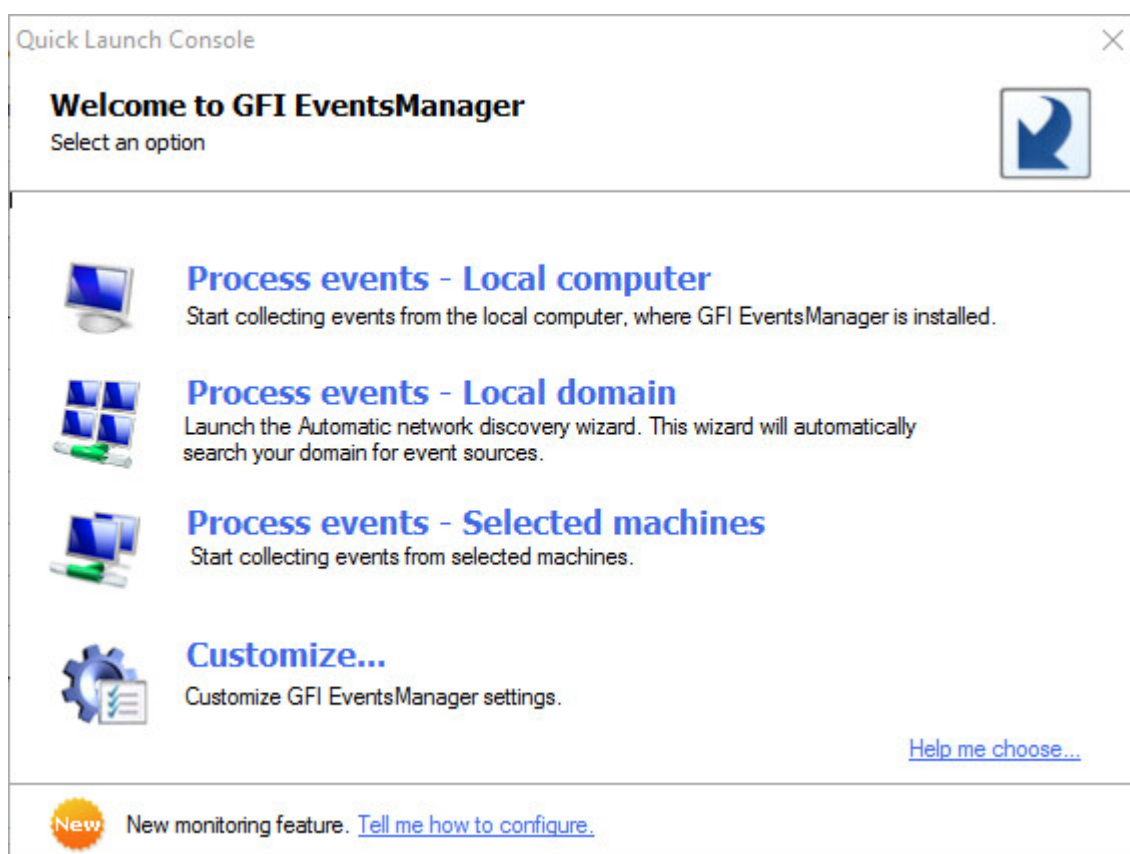 Quick Launch Console
Welcome to GFI EventsManager
Select an option
Process events - Local computer
Start collecting events from the local computer, where GFI EventsManager is installed.
Process events - Local domain
Launch the Automatic network discovery wizard. This wizard will automatically
search your domain for event sources.
Process events - Selected machines
Start collecting events from selected machines.
Customize...
Customize GFI EventsManager settings.
Help me choose...
New New monitoring feature. Tell me how to configure.